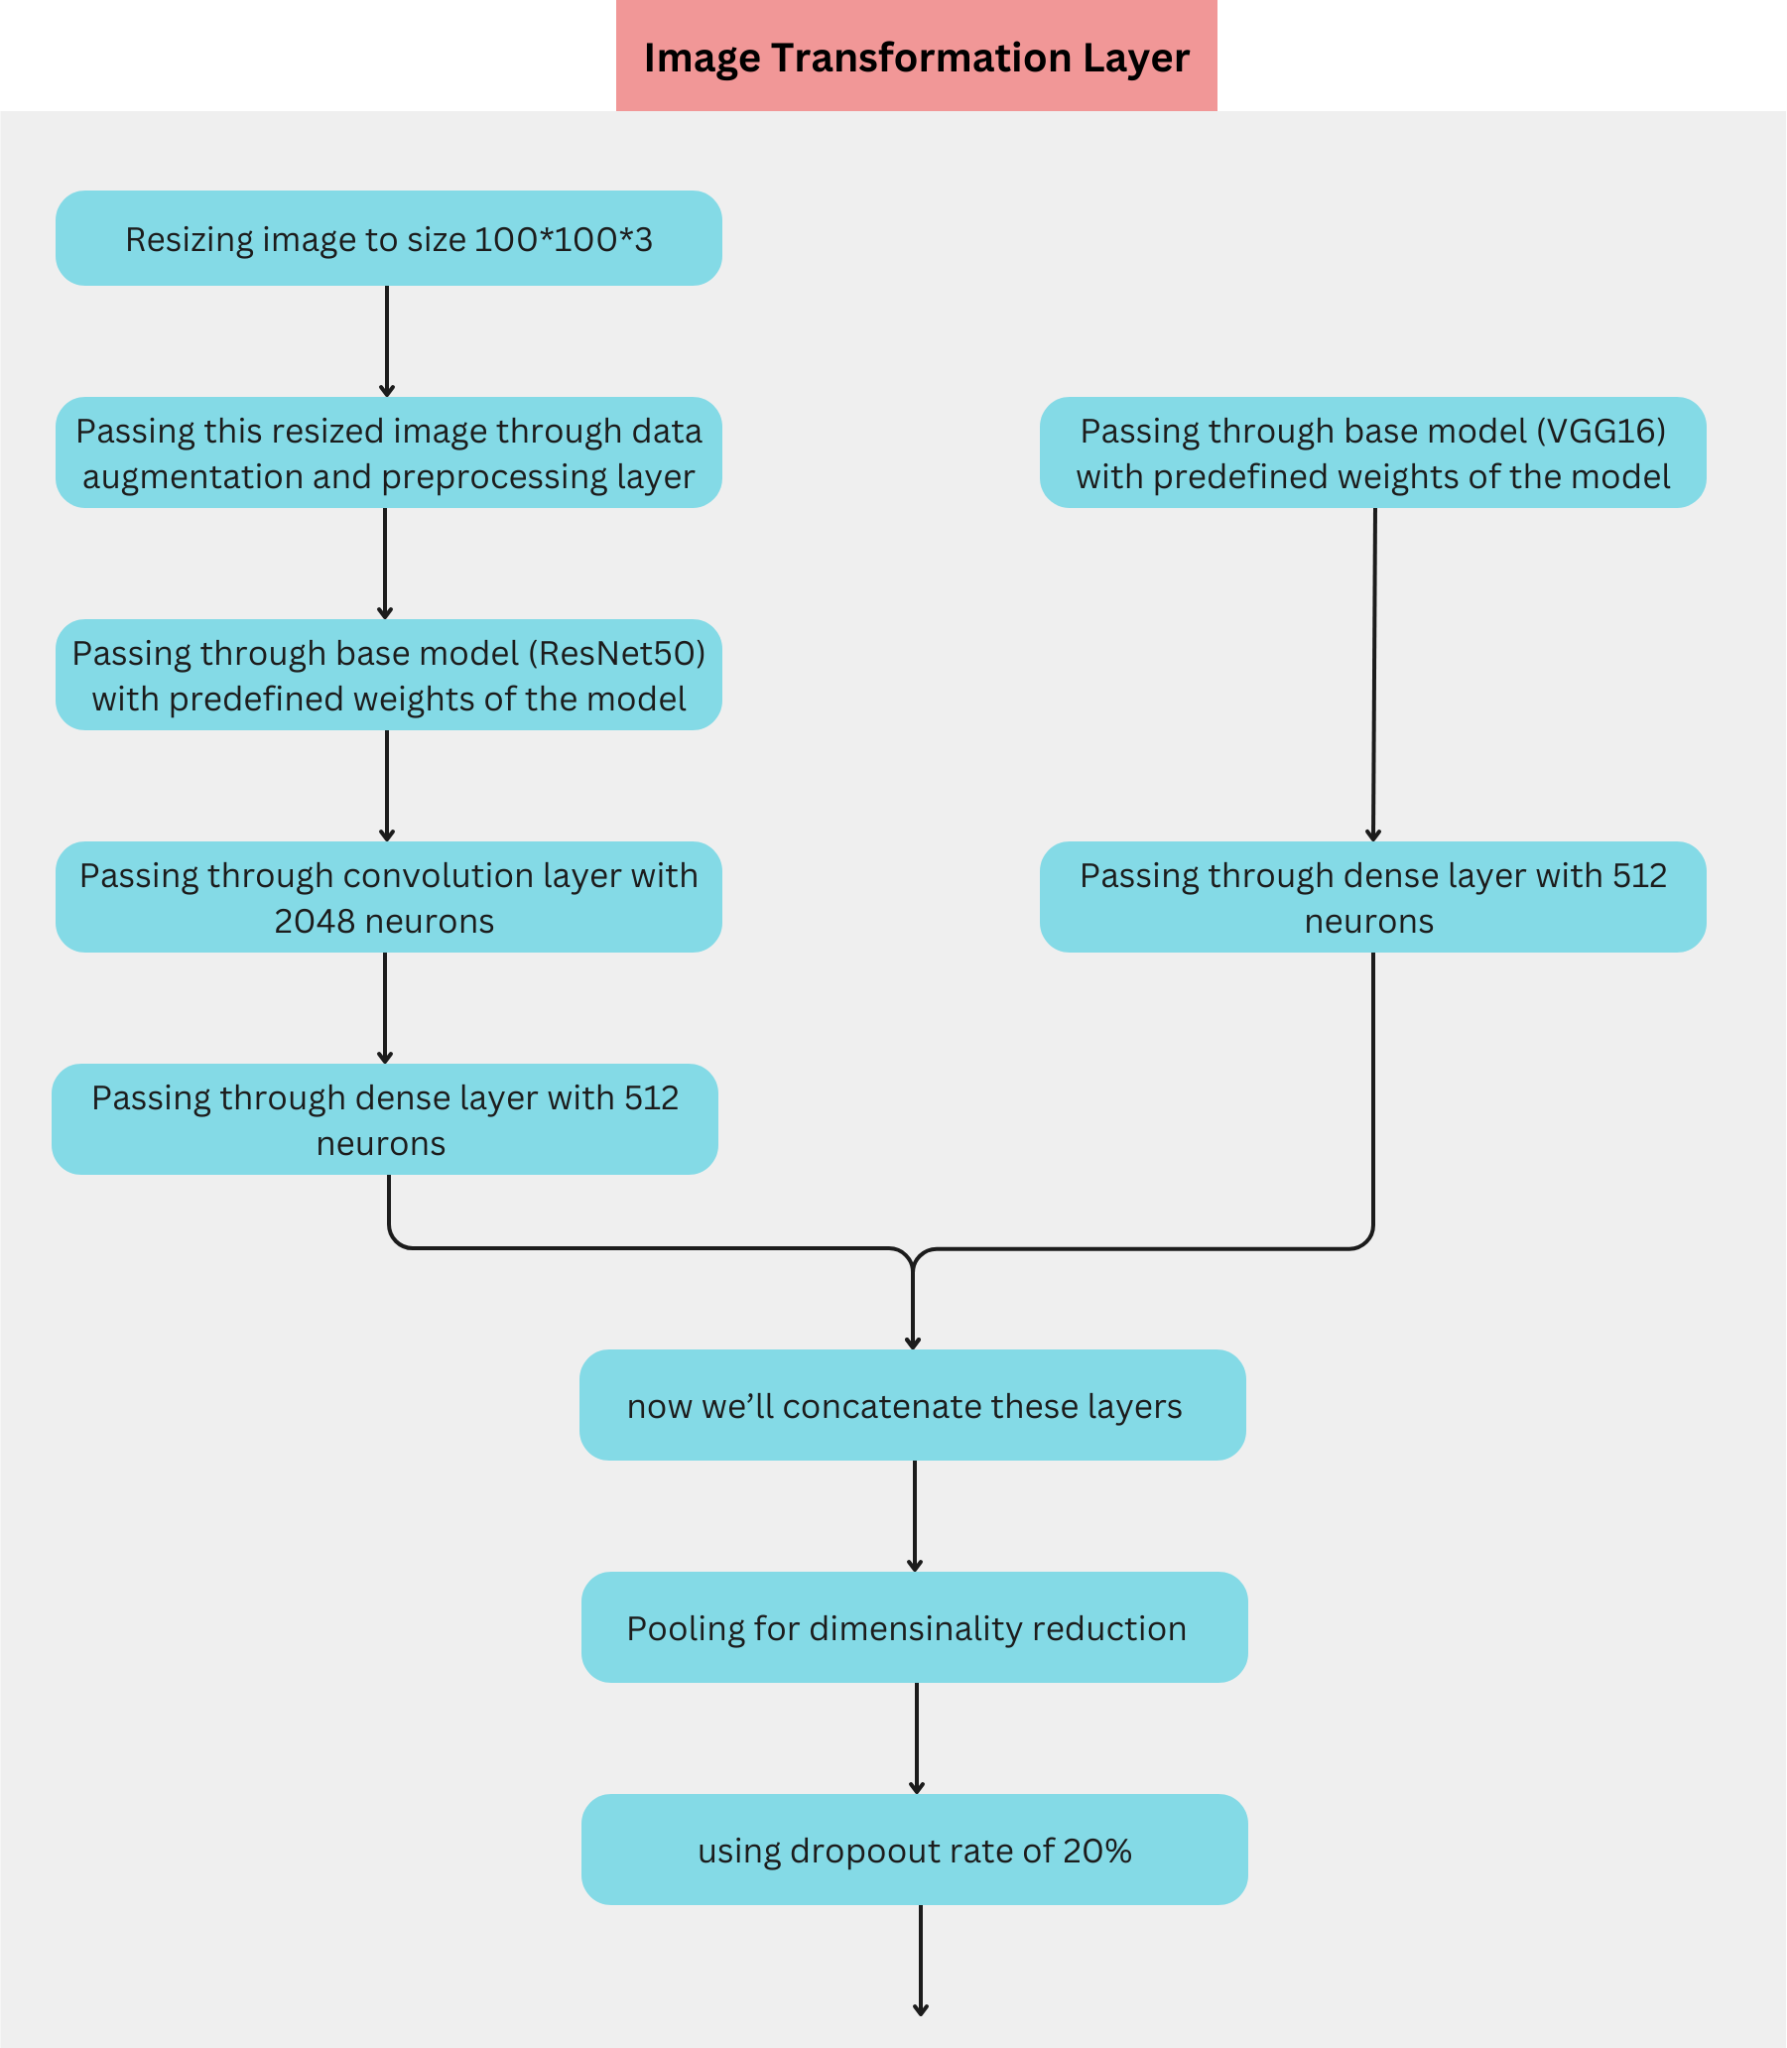 Image Transformation Layer
Resizing image to size 100*100*3
Passing this resized image through data
augmentation and preprocessing layer
Passing through base model (VGG16)
with predefined weights of the model
Passing through base model (ResNet50)
with predefined weights of the model
Passing through convolution layer with
2048 neurons
Passing through dense layer with 512
neurons
Passing through dense layer with 512
neurons
now we’ll concatenate these layers
Pooling for dimensinality reduction
using dropoout rate of 20%